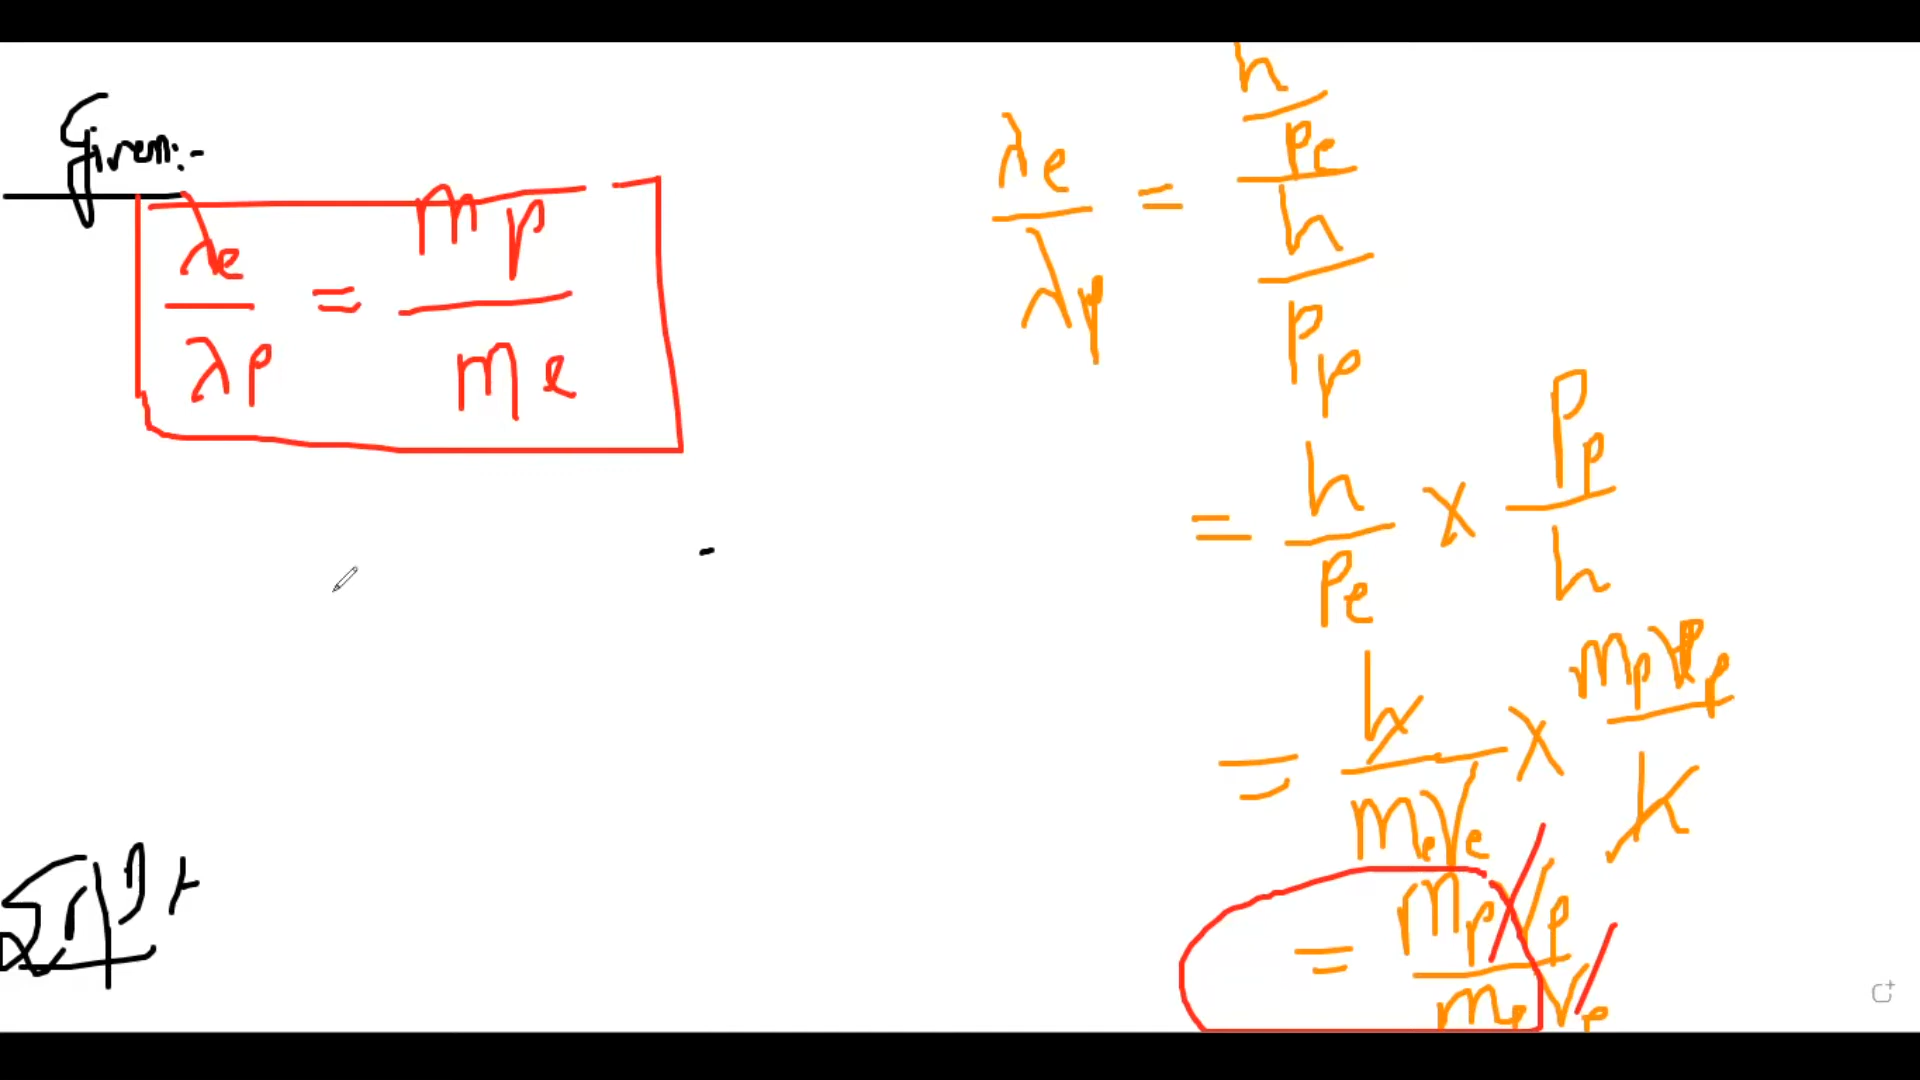 Given:-
λe/λp = mp/me
λe/λp = (h/Pe)/(h/Pp)
= h/Pe × Pp/h
= h/meVe × mpVp/h
= mpVp/meVe